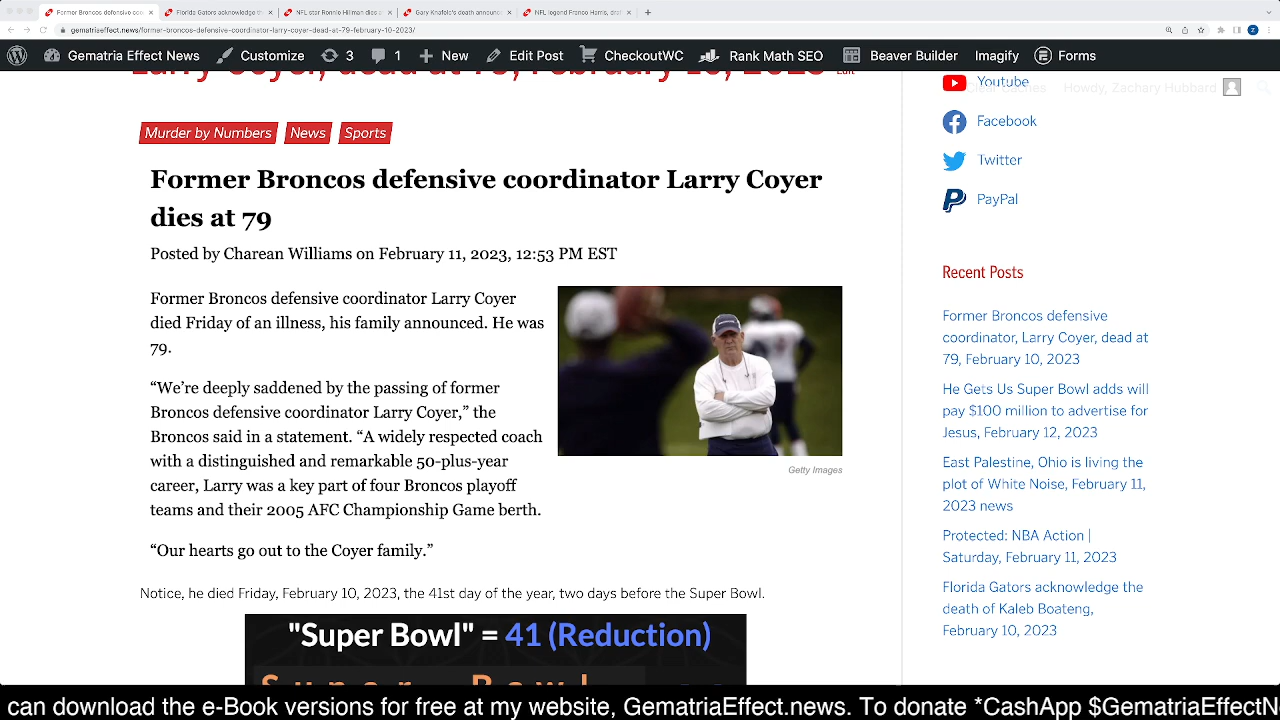 Former Broncos defensive coo
Florida Gators acknowledge th
NFL star Ronnie Hillman dies a
Gary Knafelc's death announc
NFL legend Franco Harris, draf
gematriaeffect.news/former-broncos-defensive-coordinator-larry-coyer-dead-at-79-february-10-2023/
Gematria Effect News Customize 3 1 New Edit Post CheckoutWC Rank Math SEO Beaver Builder Imagify Forms
Larry Coyer, dead at 79, February 10, 2023 Edit
Clear Caches Howdy, Zachary Hubbard
Murder by Numbers News Sports
Former Broncos defensive coordinator Larry Coyer
dies at 79
Posted by Charean Williams on February 11, 2023, 12:53 PM EST
Former Broncos defensive coordinator Larry Coyer
died Friday of an illness, his family announced. He was
79.
“We’re deeply saddened by the passing of former
Broncos defensive coordinator Larry Coyer,” the
Broncos said in a statement. “A widely respected coach
with a distinguished and remarkable 50-plus-year
career, Larry was a key part of four Broncos playoff
teams and their 2005 AFC Championship Game berth.
“Our hearts go out to the Coyer family.”
Getty Images
Notice, he died Friday, February 10, 2023, the 41st day of the year, two days before the Super Bowl.
"Super Bowl" = 41 (Reduction)
Super Bowl
Youtube
Facebook
Twitter
PayPal
Recent Posts
Former Broncos defensive
coordinator, Larry Coyer, dead at
79, February 10, 2023
He Gets Us Super Bowl adds will
pay $100 million to advertise for
Jesus, February 12, 2023
East Palestine, Ohio is living the
plot of White Noise, February 11,
2023 news
Protected: NBA Action |
Saturday, February 11, 2023
Florida Gators acknowledge the
death of Kaleb Boateng,
February 10, 2023
can download the e-Book versions for free at my website, GematriaEffect.news. To donate *CashApp $GematriaEffectN